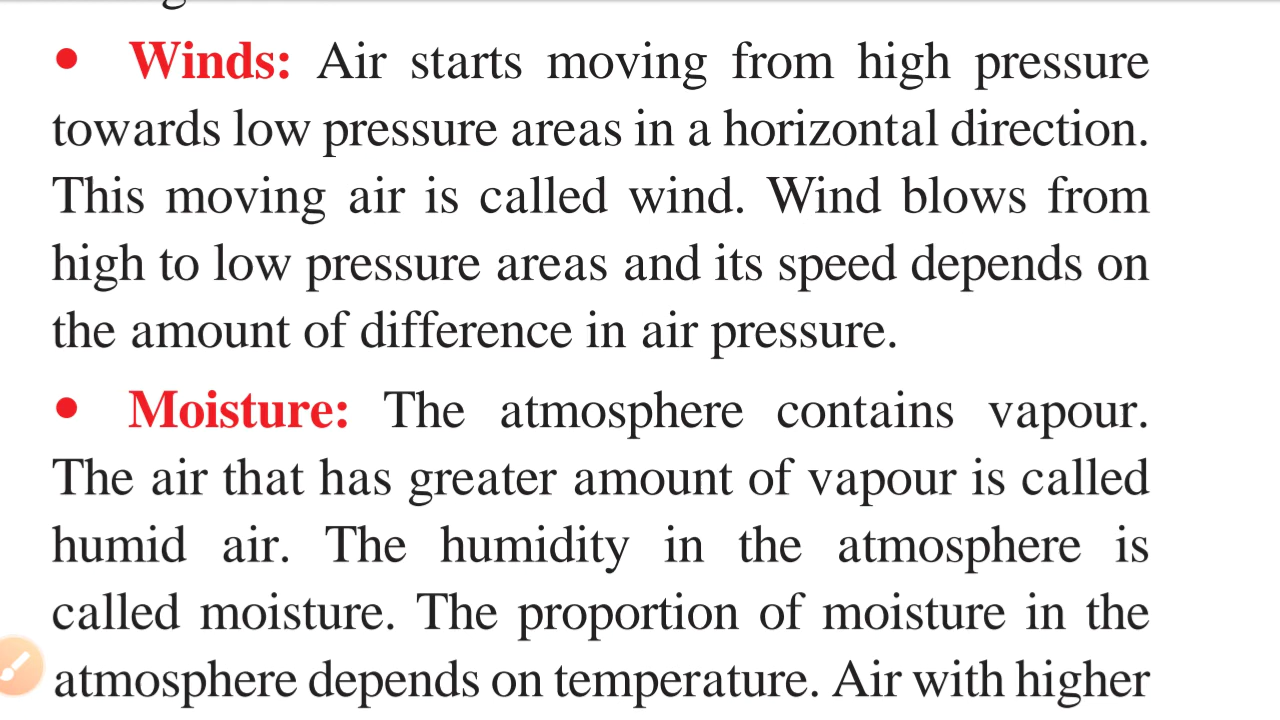 • Winds: Air starts moving from high pressure
towards low pressure areas in a horizontal direction.
This moving air is called wind. Wind blows from
high to low pressure areas and its speed depends on
the amount of difference in air pressure.
• Moisture: The atmosphere contains vapour.
The air that has greater amount of vapour is called
humid air. The humidity in the atmosphere is
called moisture. The proportion of moisture in the
atmosphere depends on temperature. Air with higher